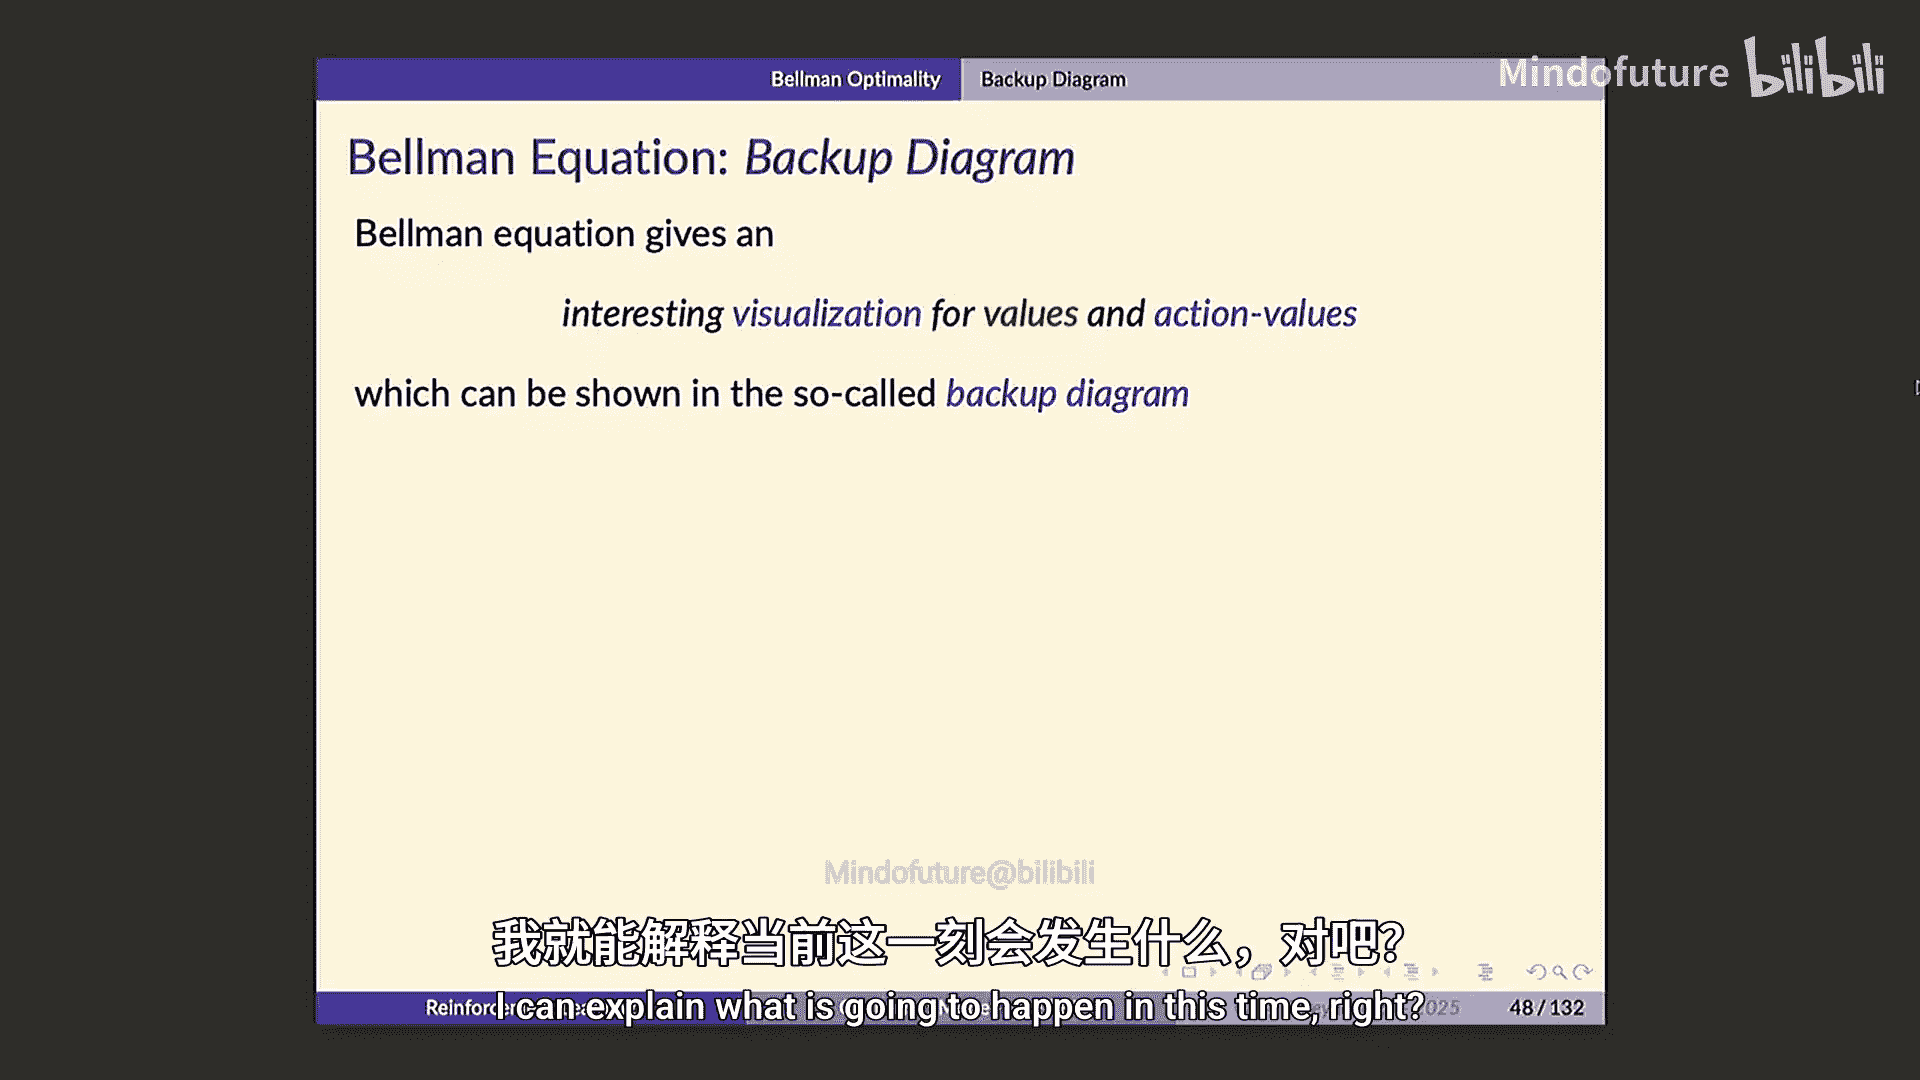 Mindofuture bilibili
Bellman Optimality Backup Diagram
Bellman Equation: Backup Diagram
Bellman equation gives an
interesting visualization for values and action-values
which can be shown in the so-called backup diagram
Mindofuture@bilibili
我就能解释当前这一刻会发生什么，对吧？
I can explain what is going to happen in this time, right?
2025 48 / 132